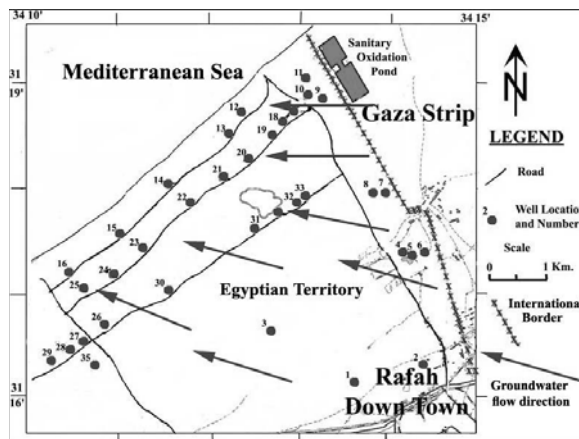 34 10'
34 15'
31
19'
Mediterranean Sea
Sanitary
Oxidation
Pond
Gaza Strip
N
LEGEND
Road
2
Well Location
and Number
Scale
0 1 Km.
International
Border
Groundwater
flow direction
11
10
9
12
18
13
19
20
14
21
8
7
22
33
32
15
31
23
4
5
6
16
24
25
30
Egyptian Territory
26
3
27
28
29
35
2
1
Rafah
Down Town
31
16'